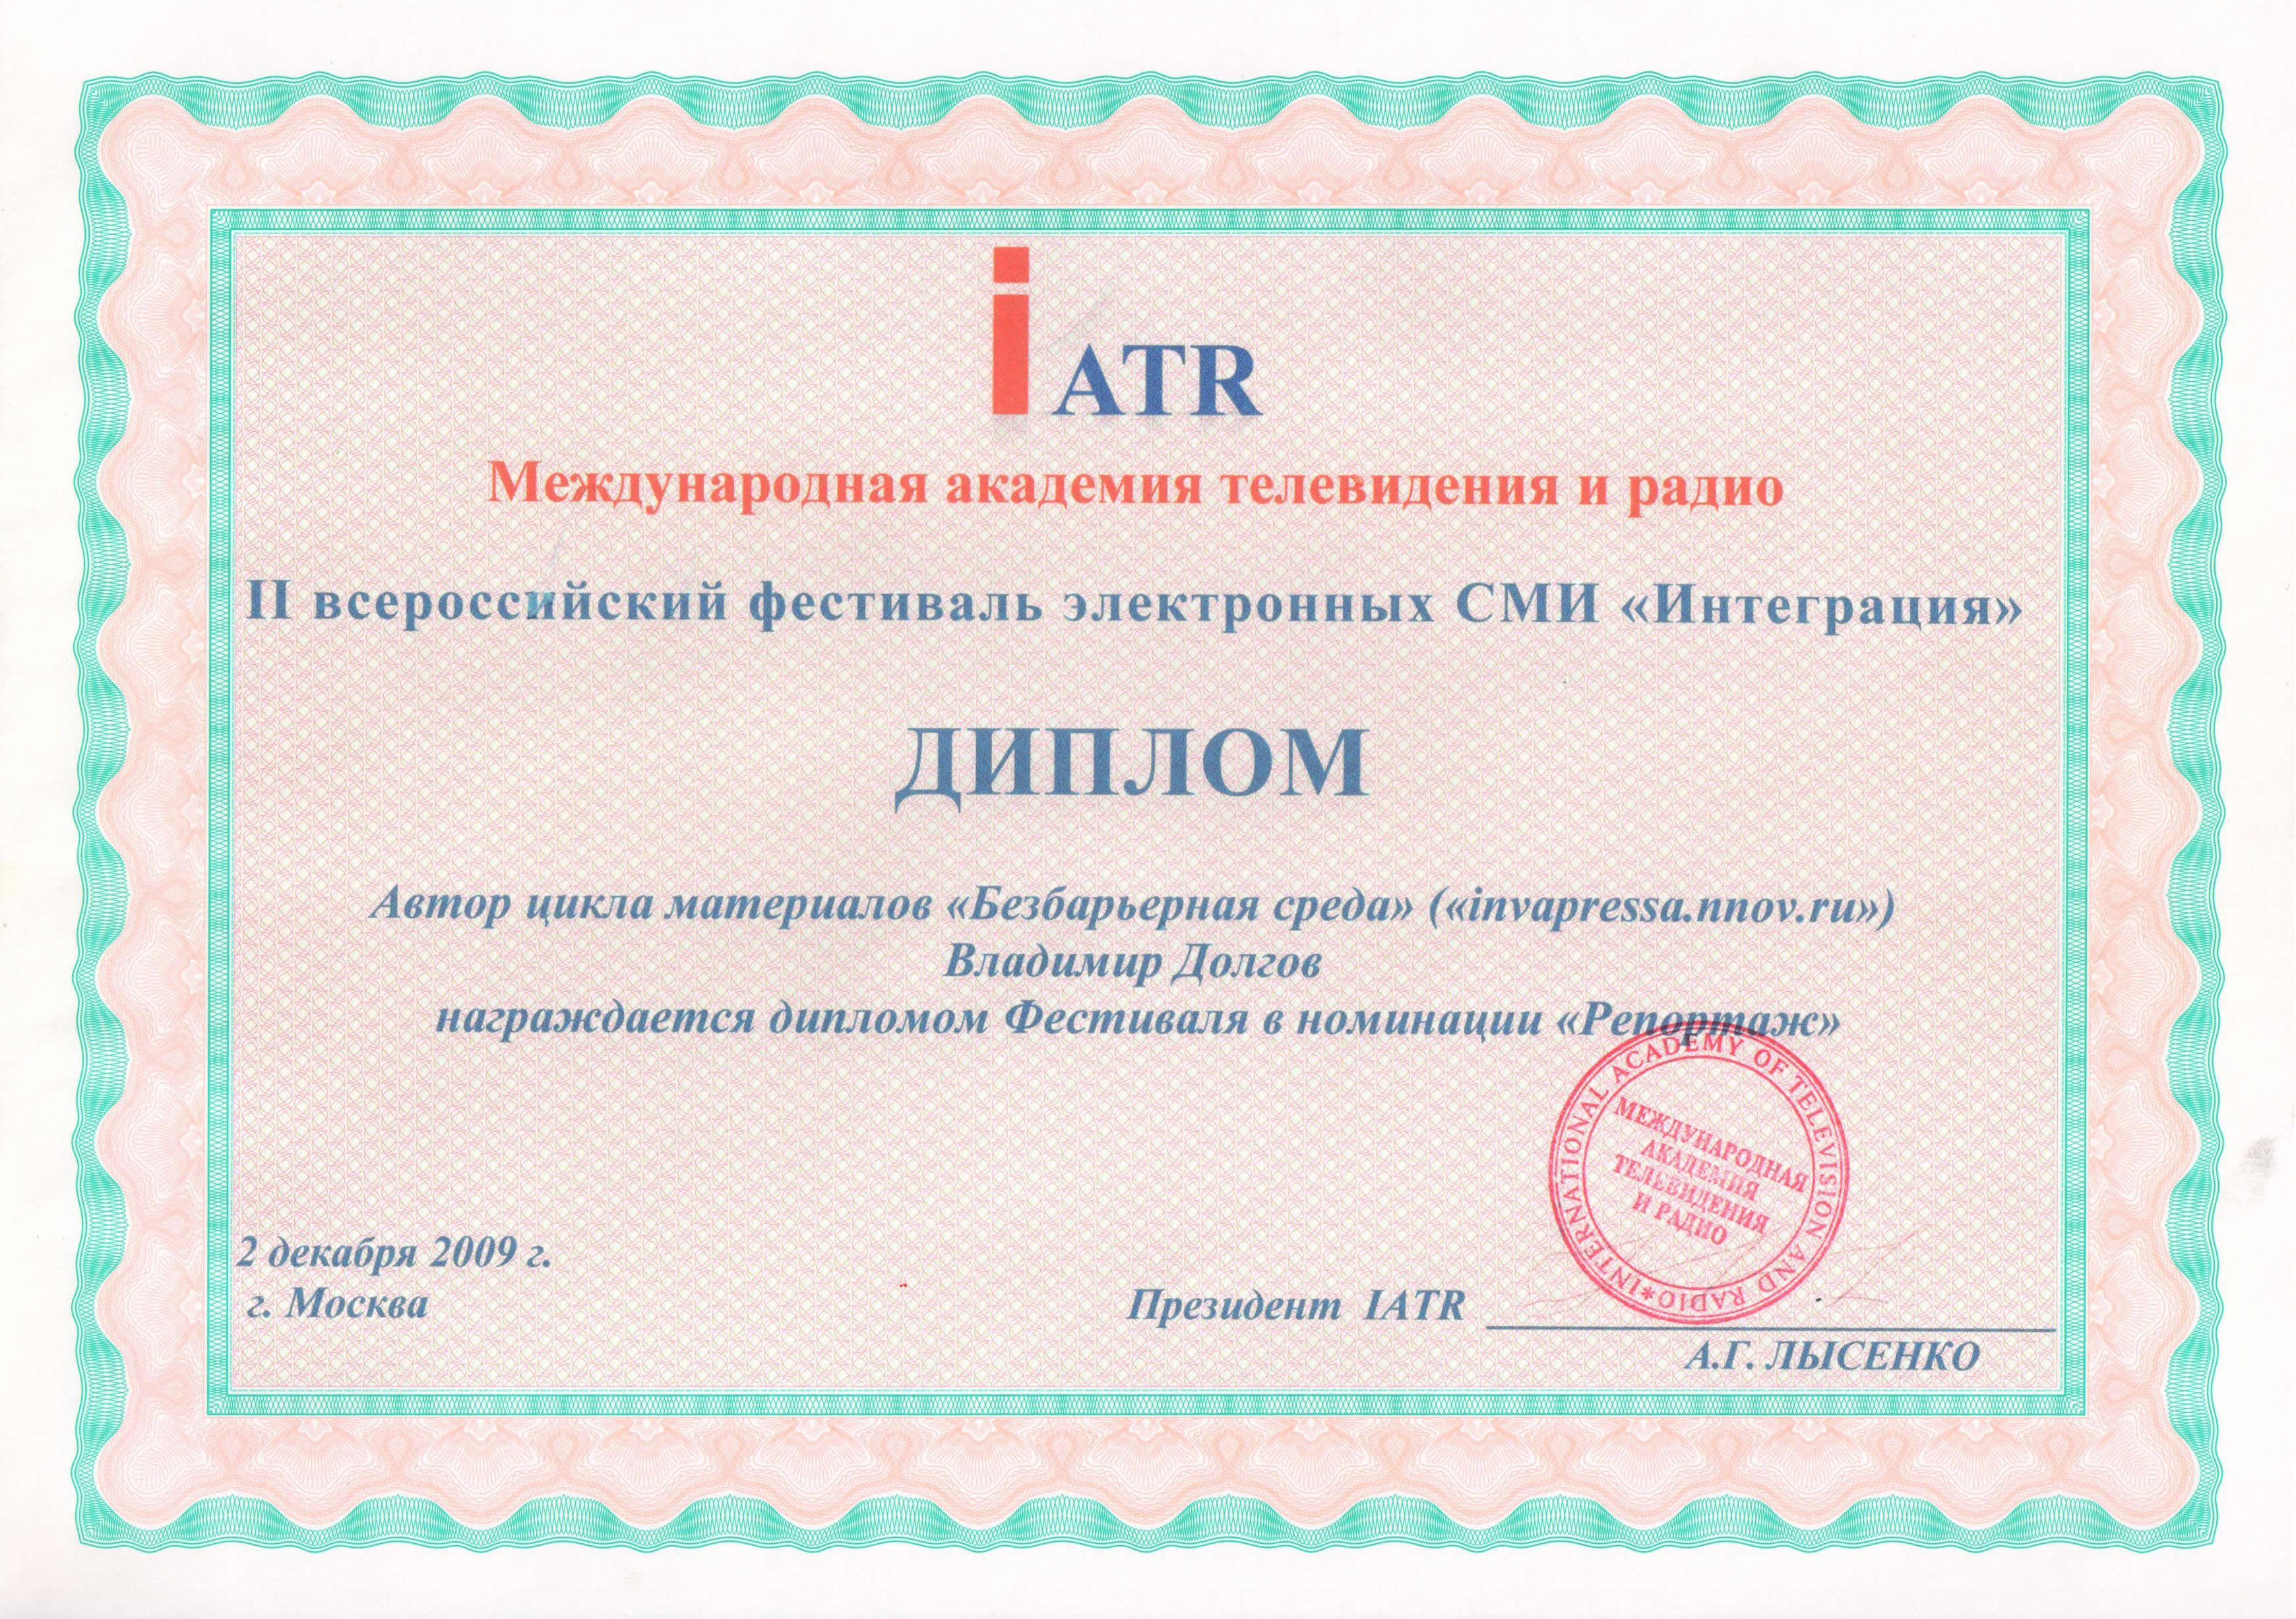 iATR
Международная академия телевидения и радио
II всероссийский фестиваль электронных СМИ «Интеграция»
ДИПЛОМ
Автор цикла материалов «Безбарьерная среда» («invapressa.nnov.ru»)
Владимир Долгов
награждается дипломом Фестиваля в номинации «Репортаж»
INTERNATIONAL ACADEMY OF TELEVISION AND RADIO*
МЕЖДУНАРОДНАЯ
АКАДЕМИЯ
ТЕЛЕВИДЕНИЯ
И РАДИО
2 декабря 2009 г.
г. Москва
Президент IATR
А.Г. ЛЫСЕНКО